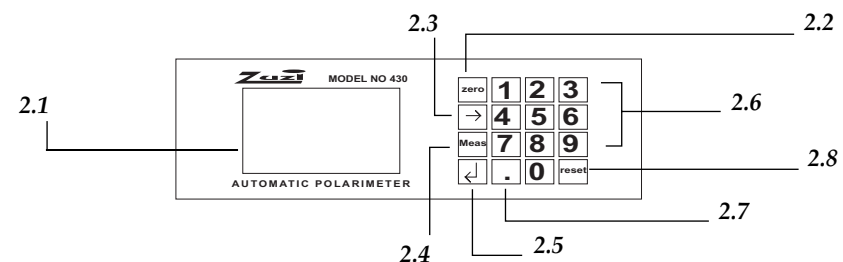 2.2
2.3
Zuzi MODEL NO 430
zero 1 2 3
2.1
→ 4 5 6
2.6
Meas 7 8 9
2.8
↵ . 0 reset
AUTOMATIC POLARIMETER
2.7
2.4
2.5